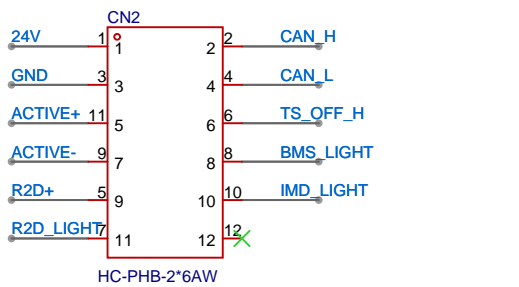 CN2
24V 1 1 2 2 CAN_H
GND 3 3 4 4 CAN_L
ACTIVE+ 11 5 6 6 TS_OFF_H
ACTIVE- 9 7 8 8 BMS_LIGHT
R2D+ 5 9 10 10 IMD_LIGHT
R2D_LIGHT 7 11 12 12
HC-PHB-2*6AW